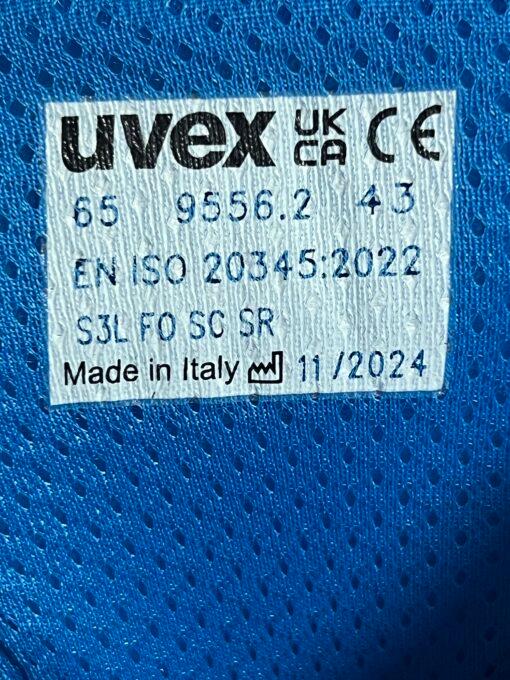 uvex UK CA CE
65 9556.2 43
EN ISO 20345:2022
S3L FO SC SR
Made in Italy 11/2024